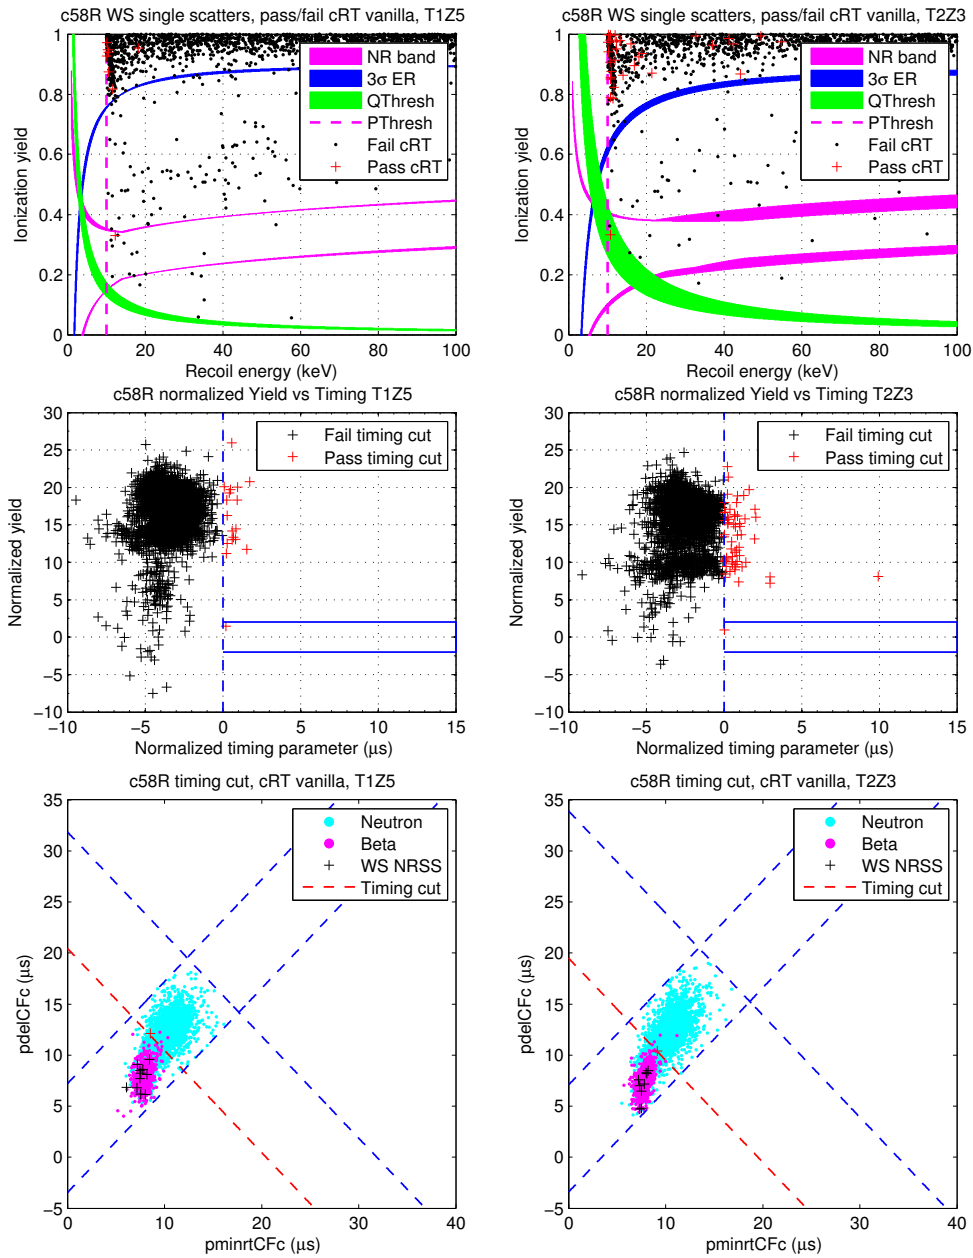 c58R WS single scatters, pass/fail cRT vanilla, T1Z5
Ionization yield
1
0.8
0.6
0.4
0.2
0
NR band
3σ ER
QThresh
PThresh
Fail cRT
Pass cRT
0 20 40 60 80 100
Recoil energy (keV)
c58R WS single scatters, pass/fail cRT vanilla, T2Z3
Ionization yield
1
0.8
0.6
0.4
0.2
0
NR band
3σ ER
QThresh
PThresh
Fail cRT
Pass cRT
0 20 40 60 80 100
Recoil energy (keV)
c58R normalized Yield vs Timing T1Z5
Normalized yield
30
25
20
15
10
5
0
−5
−10
Fail timing cut
Pass timing cut
−10 −5 0 5 10 15
Normalized timing parameter (μs)
c58R normalized Yield vs Timing T2Z3
Normalized yield
30
25
20
15
10
5
0
−5
−10
Fail timing cut
Pass timing cut
−10 −5 0 5 10 15
Normalized timing parameter (μs)
c58R timing cut, cRT vanilla, T1Z5
pdelCFc (μs)
35
30
25
20
15
10
5
0
−5
Neutron
Beta
WS NRSS
Timing cut
0 10 20 30 40
pminrtCFc (μs)
c58R timing cut, cRT vanilla, T2Z3
pdelCFc (μs)
35
30
25
20
15
10
5
0
−5
Neutron
Beta
WS NRSS
Timing cut
0 10 20 30 40
pminrtCFc (μs)